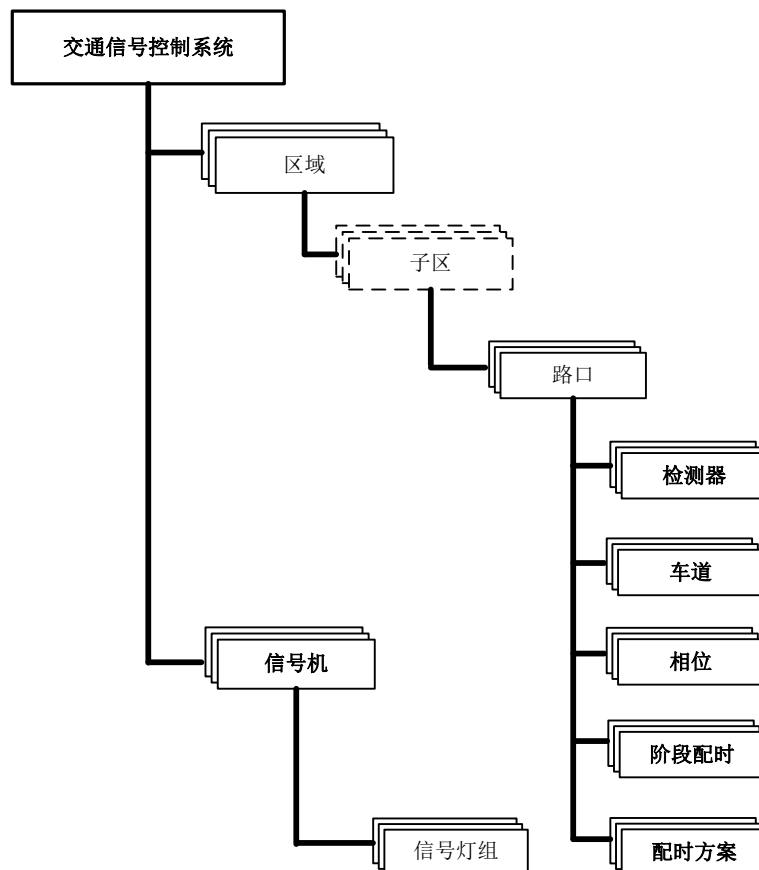 交通信号控制系统
区域
子区
路口
检测器
车道
信号机
相位
阶段配时
信号灯组
配时方案